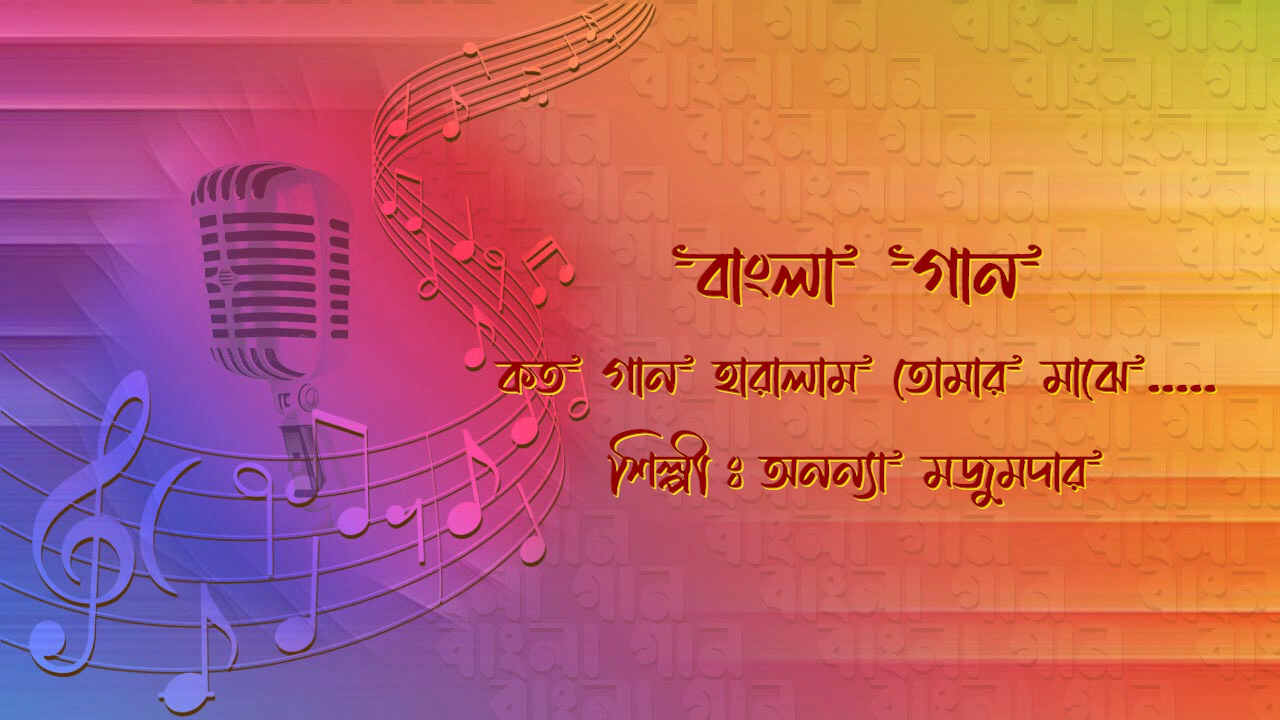 বাংলা গান
কত গান হারালাম তোমার মাঝে.....
শিল্পী ঃ অনন্যা মজুমদার